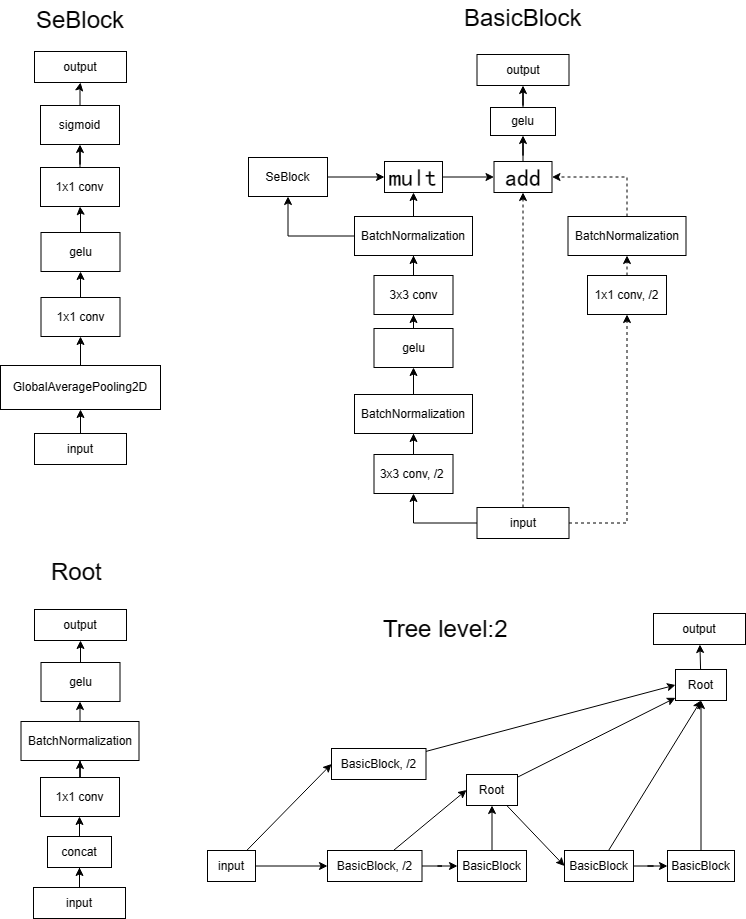 SeBlock
output
sigmoid
1x1 conv
gelu
1x1 conv
GlobalAveragePooling2D
input
BasicBlock
output
gelu
SeBlock
mult
add
BatchNormalization
BatchNormalization
3x3 conv
1x1 conv, /2
gelu
BatchNormalization
3x3 conv, /2
input
Root
output
gelu
BatchNormalization
1x1 conv
concat
input
Tree level:2
output
Root
BasicBlock, /2
Root
input
BasicBlock, /2
BasicBlock
BasicBlock
BasicBlock